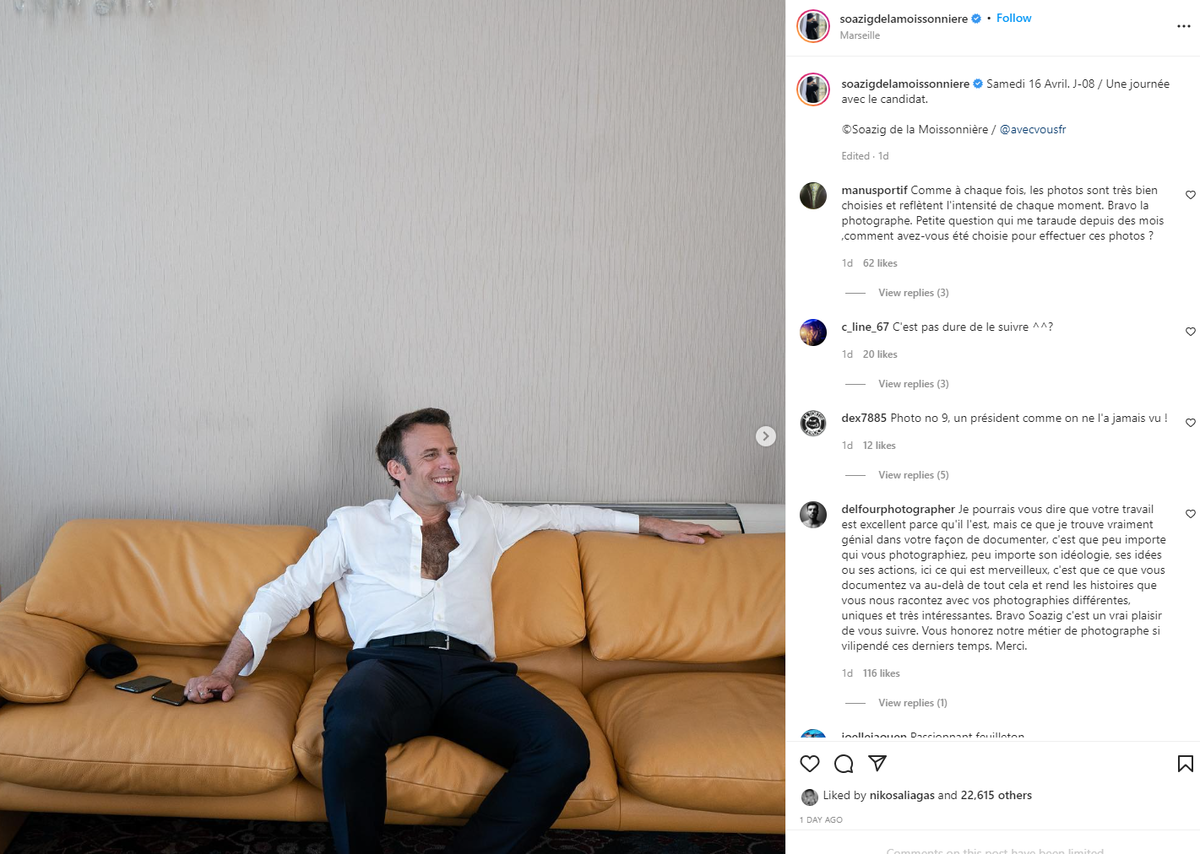 soazigdelamoissonniere • Follow
Marseille
soazigdelamoissonniere Samedi 16 Avril. J-08 / Une journée
avec le candidat.
©Soazig de la Moissonnière / @avecvousfr
Edited · 1d
manusportif Comme à chaque fois, les photos sont très bien
choisies et reflètent l'intensité de chaque moment. Bravo la
photographe. Petite question qui me taraude depuis des mois
,comment avez-vous été choisie pour effectuer ces photos ?
1d 62 likes
View replies (3)
c_line_67 C'est pas dure de le suivre ^^?
1d 20 likes
View replies (3)
dex7885 Photo no 9, un président comme on ne l'a jamais vu !
1d 12 likes
View replies (5)
delfourphotographer Je pourrais vous dire que votre travail
est excellent parce qu'il l'est, mais ce que je trouve vraiment
génial dans votre façon de documenter, c'est que peu importe
qui vous photographiez, peu importe son idéologie, ses idées
ou ses actions, ici ce qui est merveilleux, c'est que ce que vous
documentez va au-delà de tout cela et rend les histoires que
vous nous racontez avec vos photographies différentes,
uniques et très intéressantes. Bravo Soazig c'est un vrai plaisir
de vous suivre. Vous honorez notre métier de photographe si
vilipendé ces derniers temps. Merci.
1d 116 likes
View replies (1)
joellejaouen Passionnant feuilleton
Liked by nikosaliagas and 22,615 others
1 DAY AGO
Comments on this post have been limited